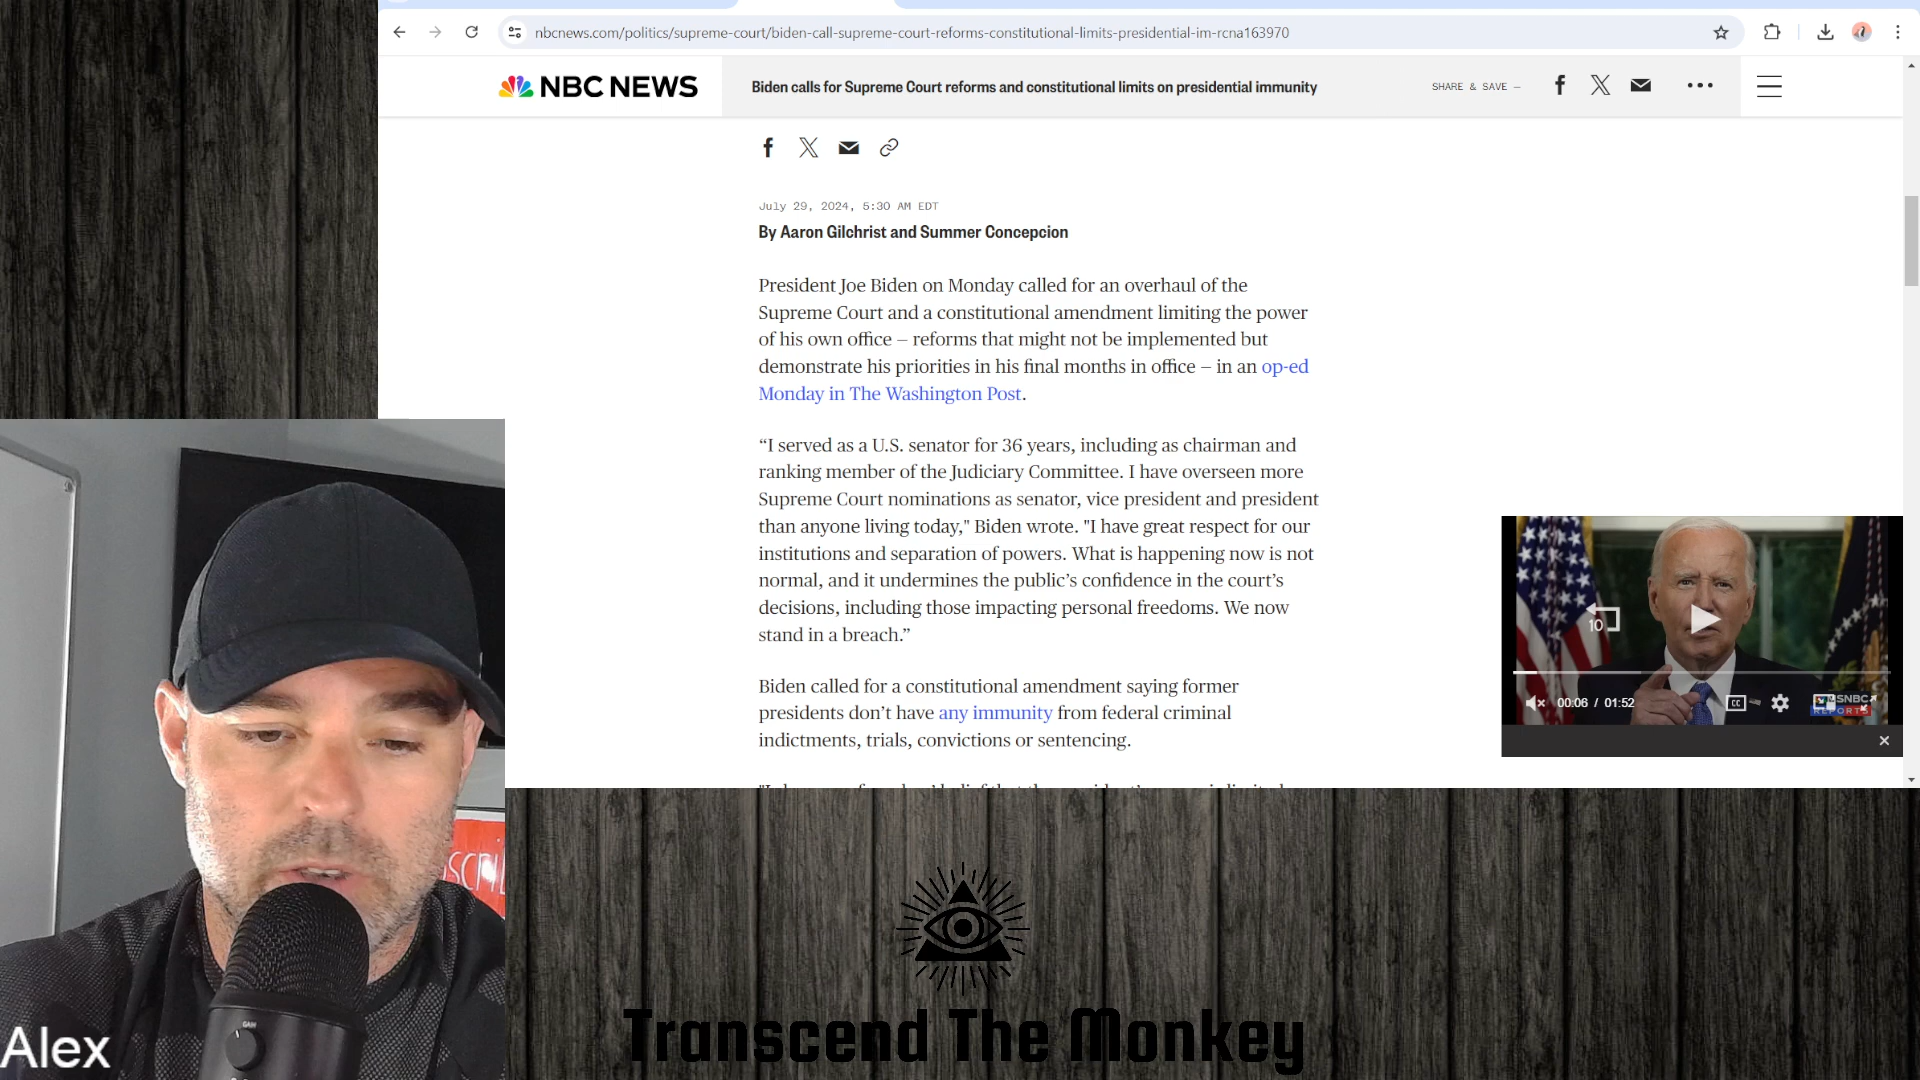 nbcnews.com/politics/supreme-court/biden-call-supreme-court-reforms-constitutional-limits-presidential-im-rcna163970
NBC NEWS
Biden calls for Supreme Court reforms and constitutional limits on presidential immunity
SHARE & SAVE —
July 29, 2024, 5:30 AM EDT
By Aaron Gilchrist and Summer Concepcion
President Joe Biden on Monday called for an overhaul of the
Supreme Court and a constitutional amendment limiting the power
of his own office — reforms that might not be implemented but
demonstrate his priorities in his final months in office — in an op-ed
Monday in The Washington Post.
“I served as a U.S. senator for 36 years, including as chairman and
ranking member of the Judiciary Committee. I have overseen more
Supreme Court nominations as senator, vice president and president
than anyone living today," Biden wrote. "I have great respect for our
institutions and separation of powers. What is happening now is not
normal, and it undermines the public’s confidence in the court’s
decisions, including those impacting personal freedoms. We now
stand in a breach.”
Biden called for a constitutional amendment saying former
presidents don’t have any immunity from federal criminal
indictments, trials, convictions or sentencing.
10
00:06 / 01:52
CC
SNBC
REPORTS
GAIN
Alex
Transcend The Monkey